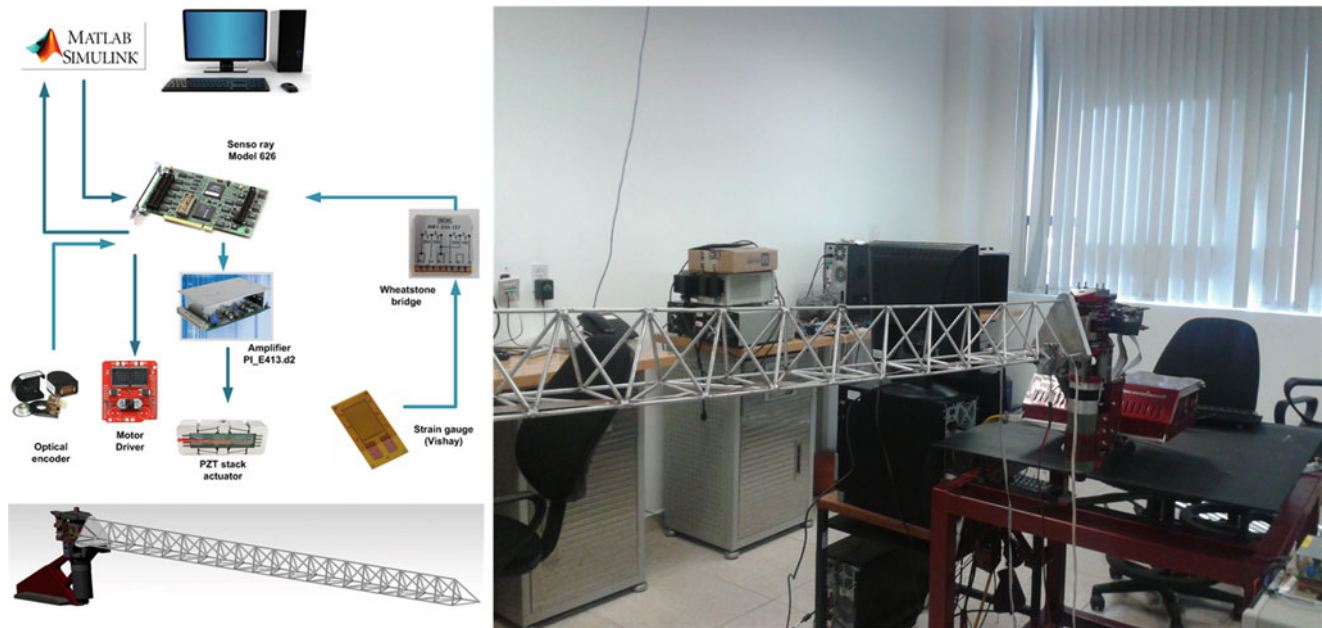 MATLAB
SIMULINK®
Senso ray
Model 626
Wheatstone
bridge
Amplifier
PI_E413.d2
Optical
encoder
Motor
Driver
PZT stack
actuator
Strain gauge
(Vishay)